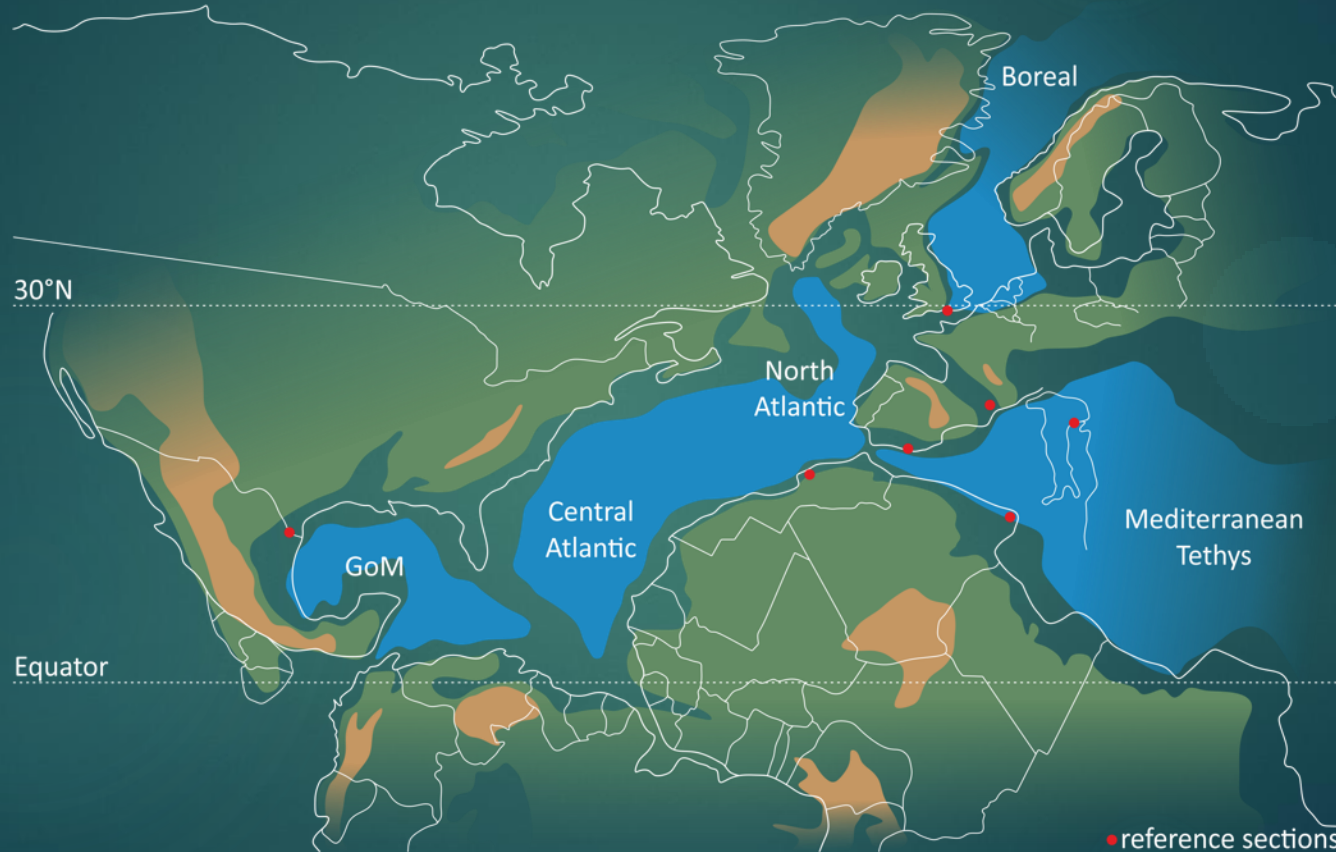 Boreal
30°N
North
Atlantic
Central
Atlantic
GoM
Mediterranean
Tethys
Equator
reference sections